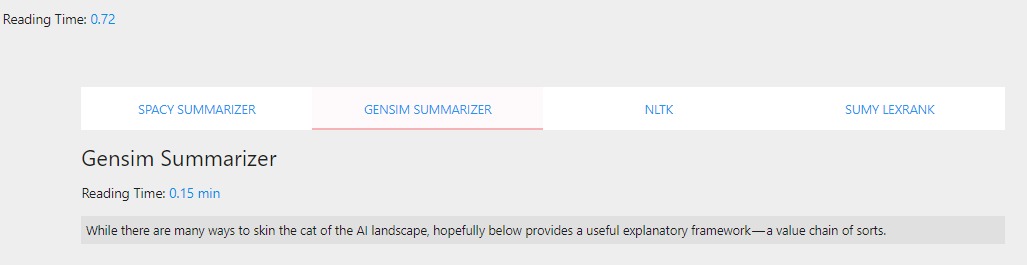 Reading Time: 0.72
SPACY SUMMARIZER GENSIM SUMMARIZER NLTK SUMY LEXRANK
Gensim Summarizer
Reading Time: 0.15 min
While there are many ways to skin the cat of the AI landscape, hopefully below provides a useful explanatory framework — a value chain of sorts.